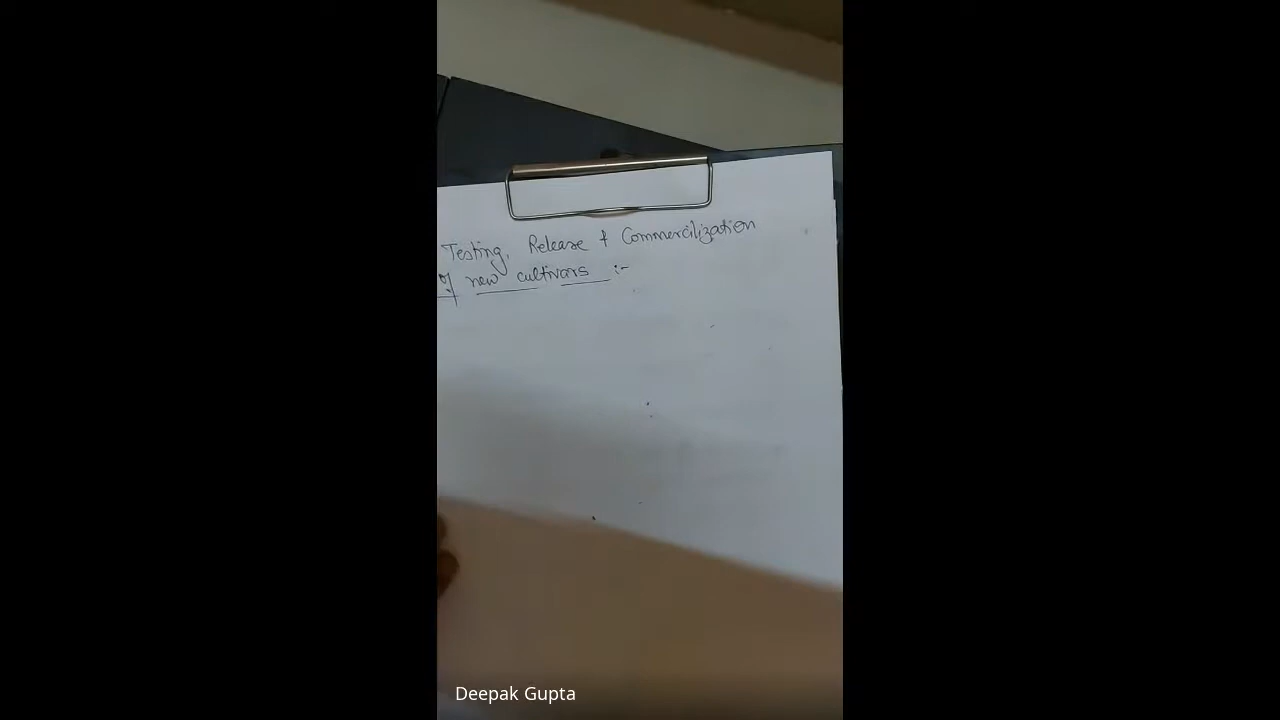 Testing, Release & Commercilization
of new cultivars :-
Deepak Gupta